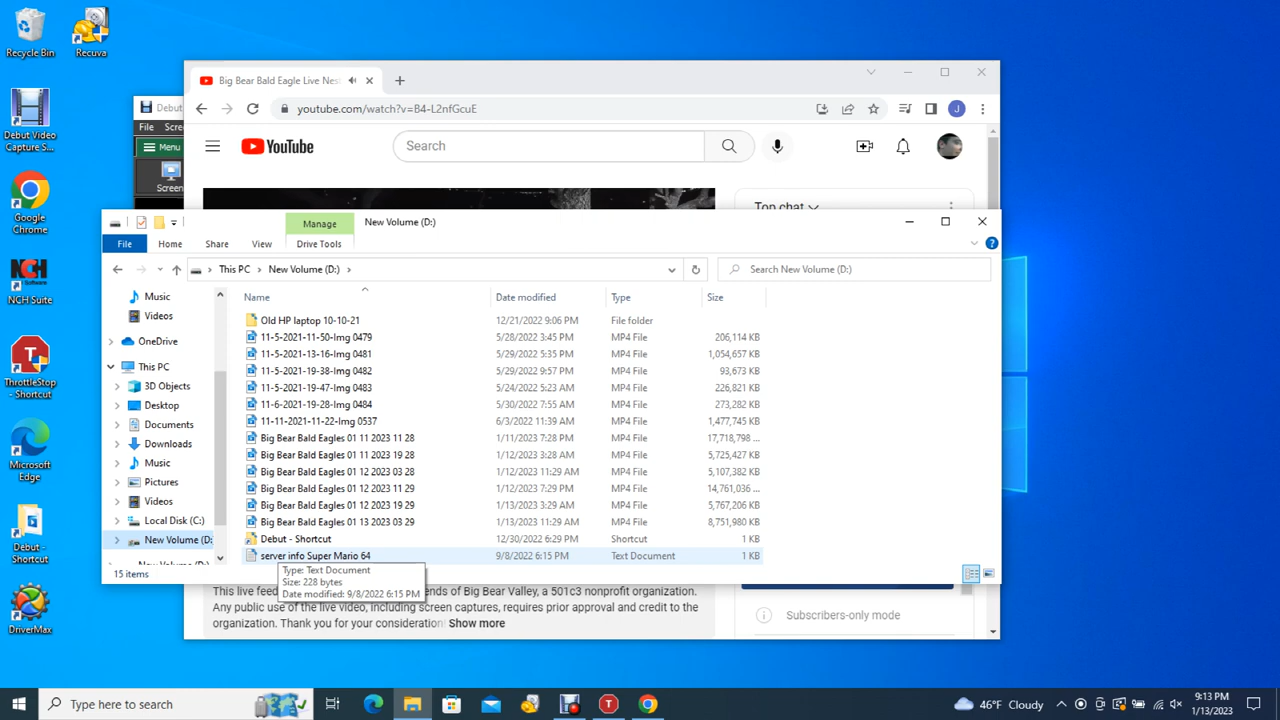 Recycle Bin
Recuva
Debut Video
Capture S...
Google
Chrome
NCH
NCH Suite
ThrottleStop
- Shortcut
Microsoft
Edge
Debut -
Shortcut
DriverMax
Debut
File Scre
Menu
Screen
Big Bear Bald Eagle Live Nes
youtube.com/watch?v=B4-L2nfGcuE
J
YouTube
Search
Top chat
Manage
New Volume (D:)
File
Home
Share
View
Drive Tools
This PC
New Volume (D:)
Search New Volume (D:)
Name
Date modified
Type
Size
Music
Videos
OneDrive
This PC
3D Objects
Desktop
Documents
Downloads
Music
Pictures
Videos
Local Disk (C:)
New Volume (D:
New Volume (D:)
Old HP laptop 10-10-21 12/21/2022 9:06 PM File folder
11-5-2021-11-50-Img 0479 5/28/2022 3:45 PM MP4 File 206,114 KB
11-5-2021-13-16-Img 0481 5/29/2022 5:35 PM MP4 File 1,054,657 KB
11-5-2021-19-38-Img 0482 5/29/2022 9:57 PM MP4 File 93,673 KB
11-5-2021-19-47-Img 0483 5/24/2022 5:23 AM MP4 File 226,821 KB
11-6-2021-19-28-Img 0484 5/30/2022 7:55 AM MP4 File 273,282 KB
11-11-2021-11-22-Img 0537 6/3/2022 11:39 AM MP4 File 1,477,745 KB
Big Bear Bald Eagles 01 11 2023 11 28 1/11/2023 7:28 PM MP4 File 17,718,798 ...
Big Bear Bald Eagles 01 11 2023 19 28 1/12/2023 3:28 AM MP4 File 5,725,427 KB
Big Bear Bald Eagles 01 12 2023 03 28 1/12/2023 11:29 AM MP4 File 5,107,382 KB
Big Bear Bald Eagles 01 12 2023 11 29 1/12/2023 7:29 PM MP4 File 14,761,036 ...
Big Bear Bald Eagles 01 12 2023 19 29 1/13/2023 3:29 AM MP4 File 5,767,206 KB
Big Bear Bald Eagles 01 13 2023 03 29 1/13/2023 11:29 AM MP4 File 8,751,980 KB
Debut - Shortcut 12/30/2022 6:29 PM Shortcut 1 KB
server info Super Mario 64 9/8/2022 6:15 PM Text Document 1 KB
15 items
Type: Text Document
Size: 228 bytes
Date modified: 9/8/2022 6:15 PM
This live feed ends of Big Bear Valley, a 501c3 nonprofit organization.
Any public use of the live video, including screen captures, requires prior approval and credit to the
organization. Thank you for your consideration! Show more
Subscribers-only mode
Type here to search
T
46°F Cloudy
9:13 PM
1/13/2023